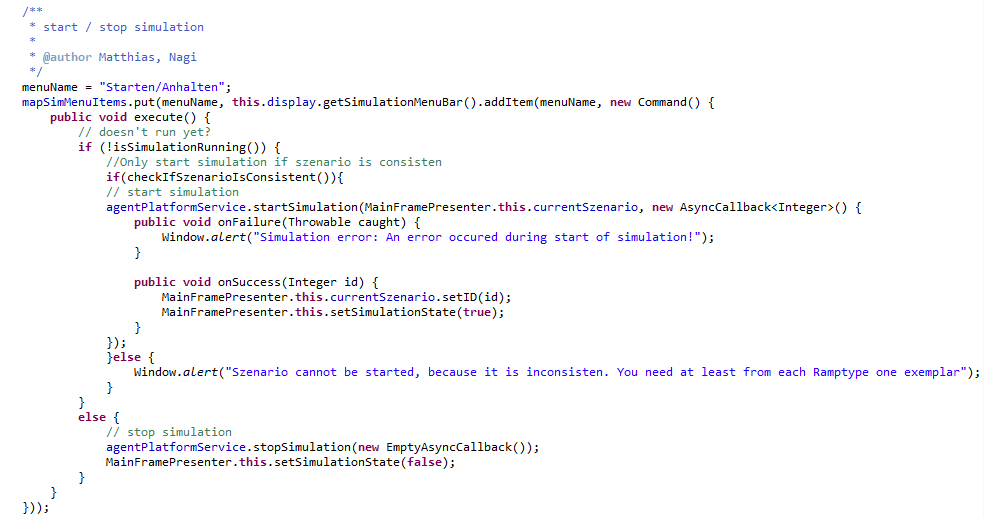 /**
 * start / stop simulation
 *
 * @author Matthias, Nagi
 */
menuName = "Starten/Anhalten";
mapSimMenuItems.put(menuName, this.display.getSimulationMenuBar().addItem(menuName, new Command() {
    public void execute() {
        // doesn't run yet?
        if (!isSimulationRunning()) {
            //Only start simulation if szenario is consisten
            if(checkIfSzenarioIsConsistent()){
            // start simulation
            agentPlatformService.startSimulation(MainFramePresenter.this.currentSzenario, new AsyncCallback<Integer>() {
                public void onFailure(Throwable caught) {
                    Window.alert("Simulation error: An error occured during start of simulation!");
                }

                public void onSuccess(Integer id) {
                    MainFramePresenter.this.currentSzenario.setID(id);
                    MainFramePresenter.this.setSimulationState(true);
                }
            });
            }else {
                Window.alert("Szenario cannot be started, because it is inconsisten. You need at least from each Ramptype one exemplar");
            }
        }
        else {
            // stop simulation
            agentPlatformService.stopSimulation(new EmptyAsyncCallback());
            MainFramePresenter.this.setSimulationState(false);
        }
    }
}));